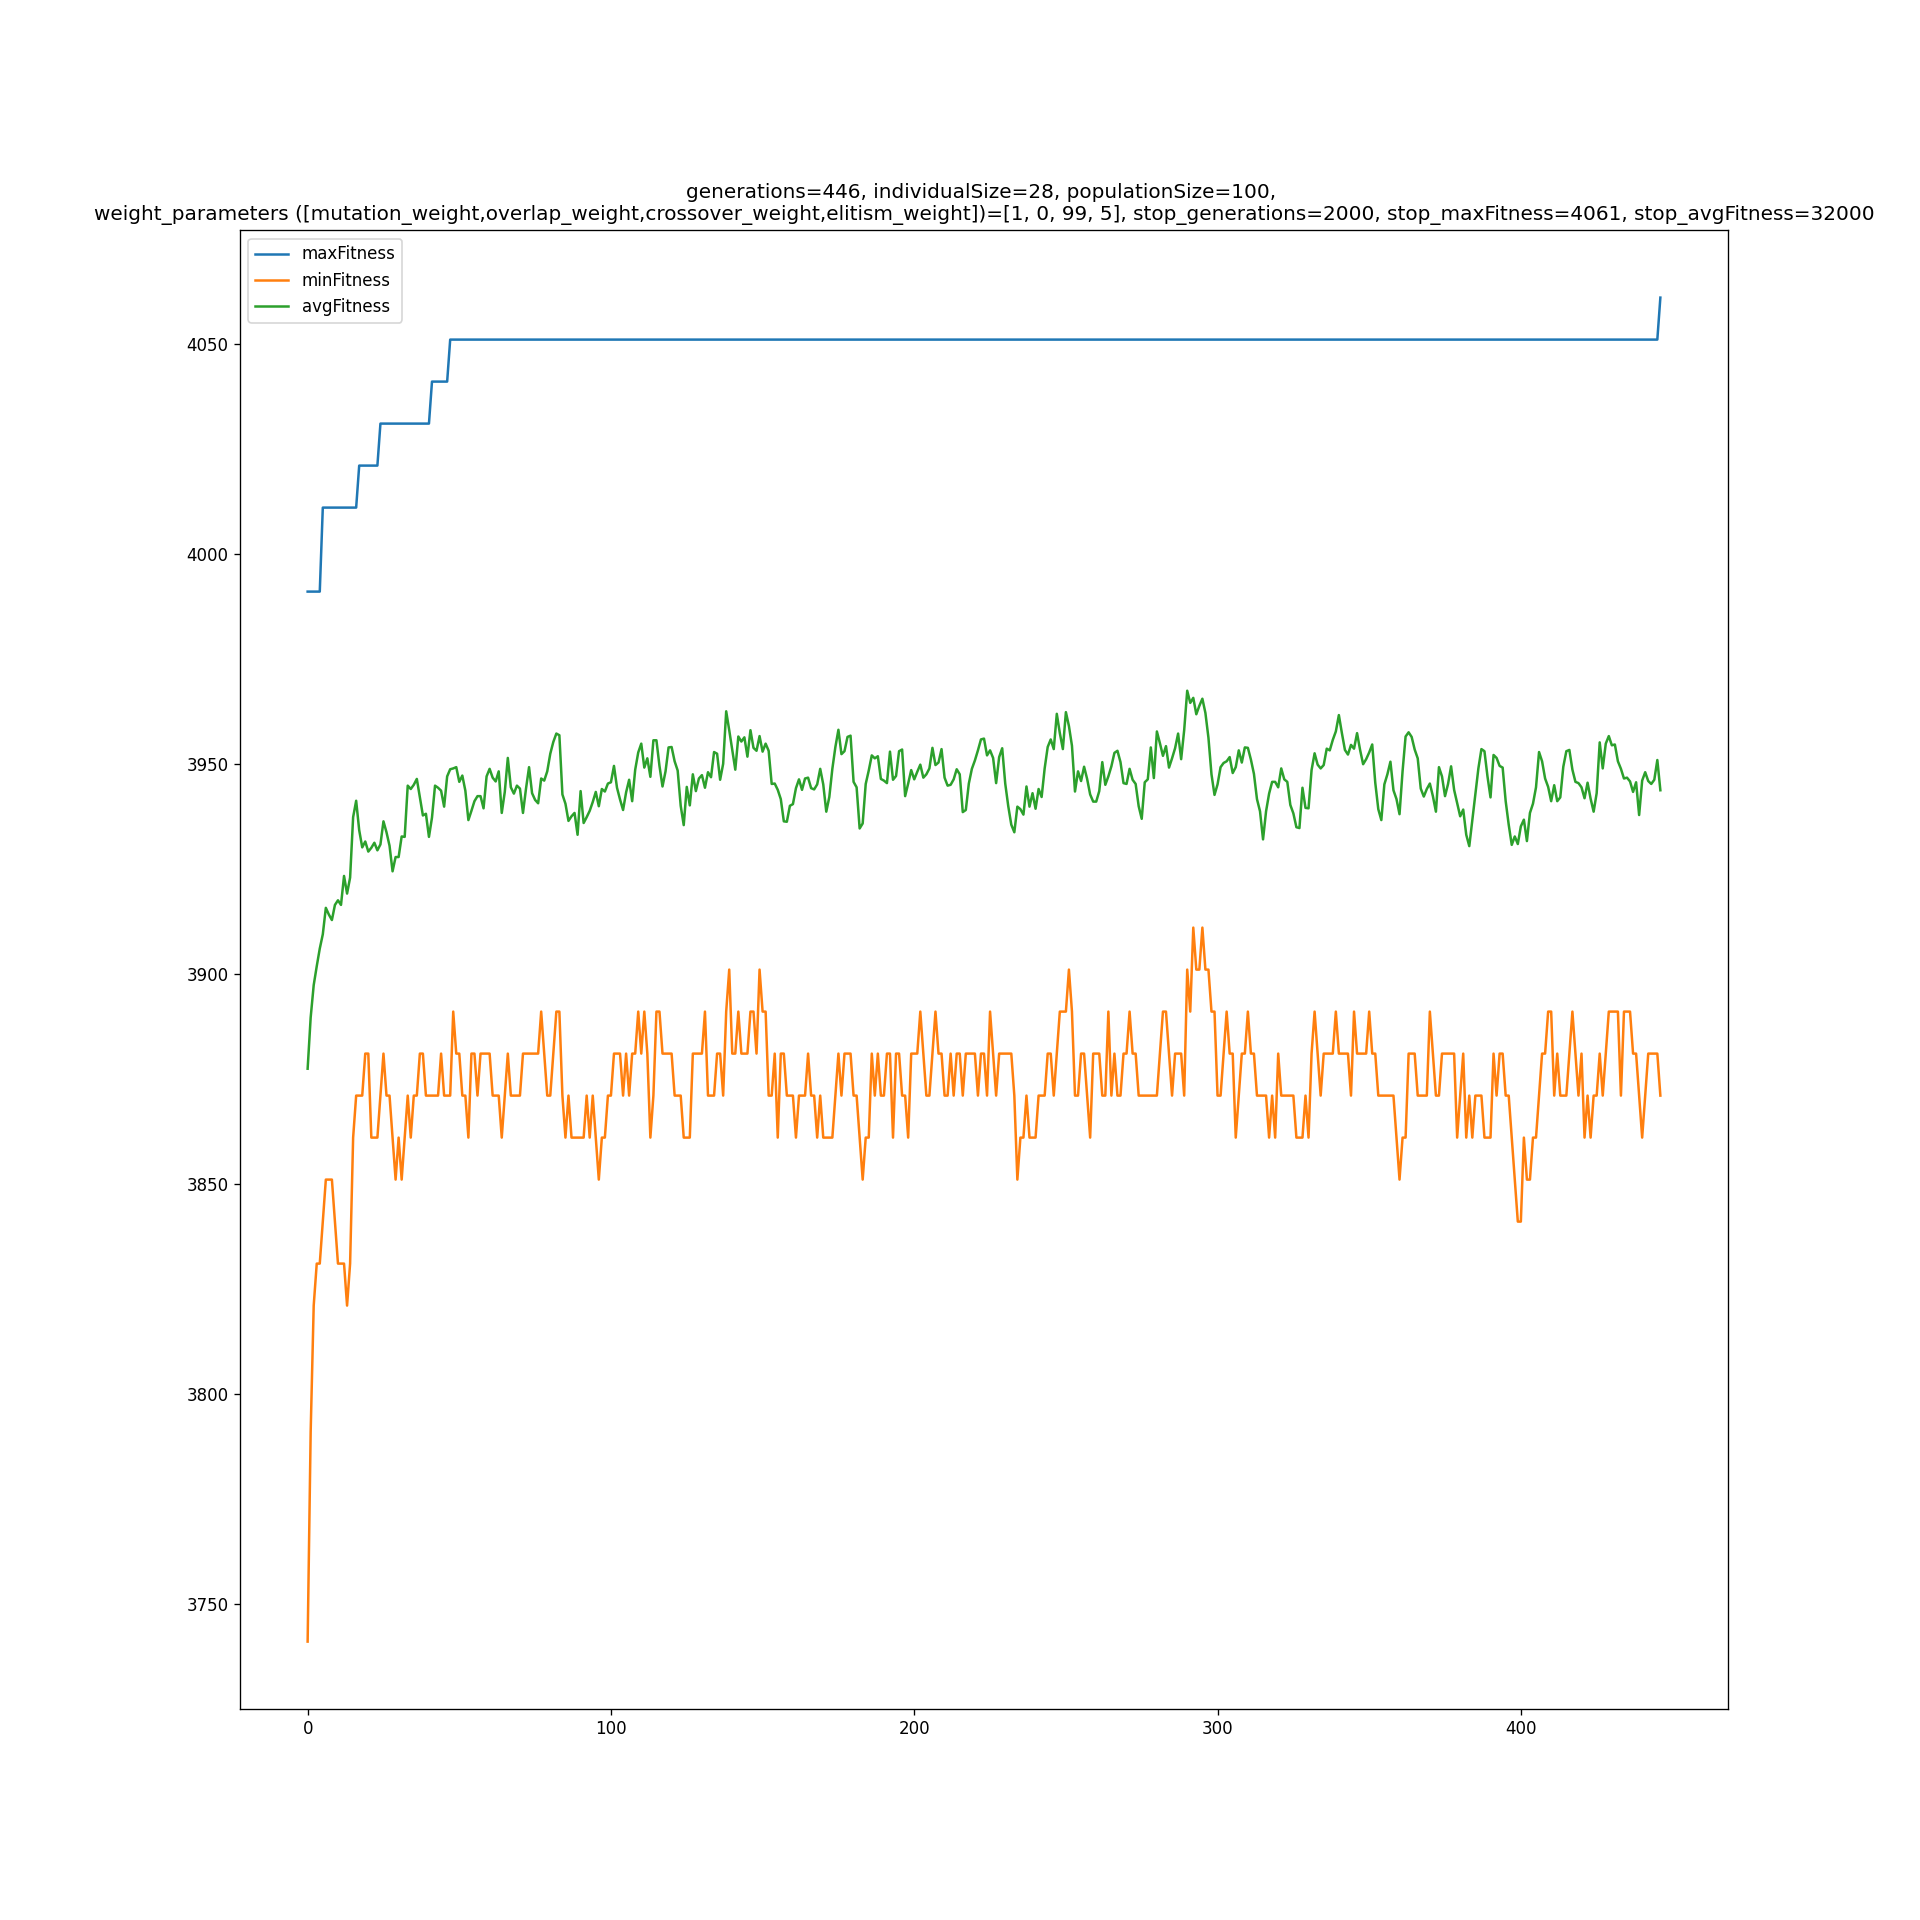 generations=446, individualSize=28, populationSize=100,
weight_parameters ([mutation_weight,overlap_weight,crossover_weight,elitism_weight])=[1, 0, 99, 5], stop_generations=2000, stop_maxFitness=4061, stop_avgFitness=32000
maxFitness
minFitness
avgFitness
4050
4000
3950
3900
3850
3800
3750
0 100 200 300 400